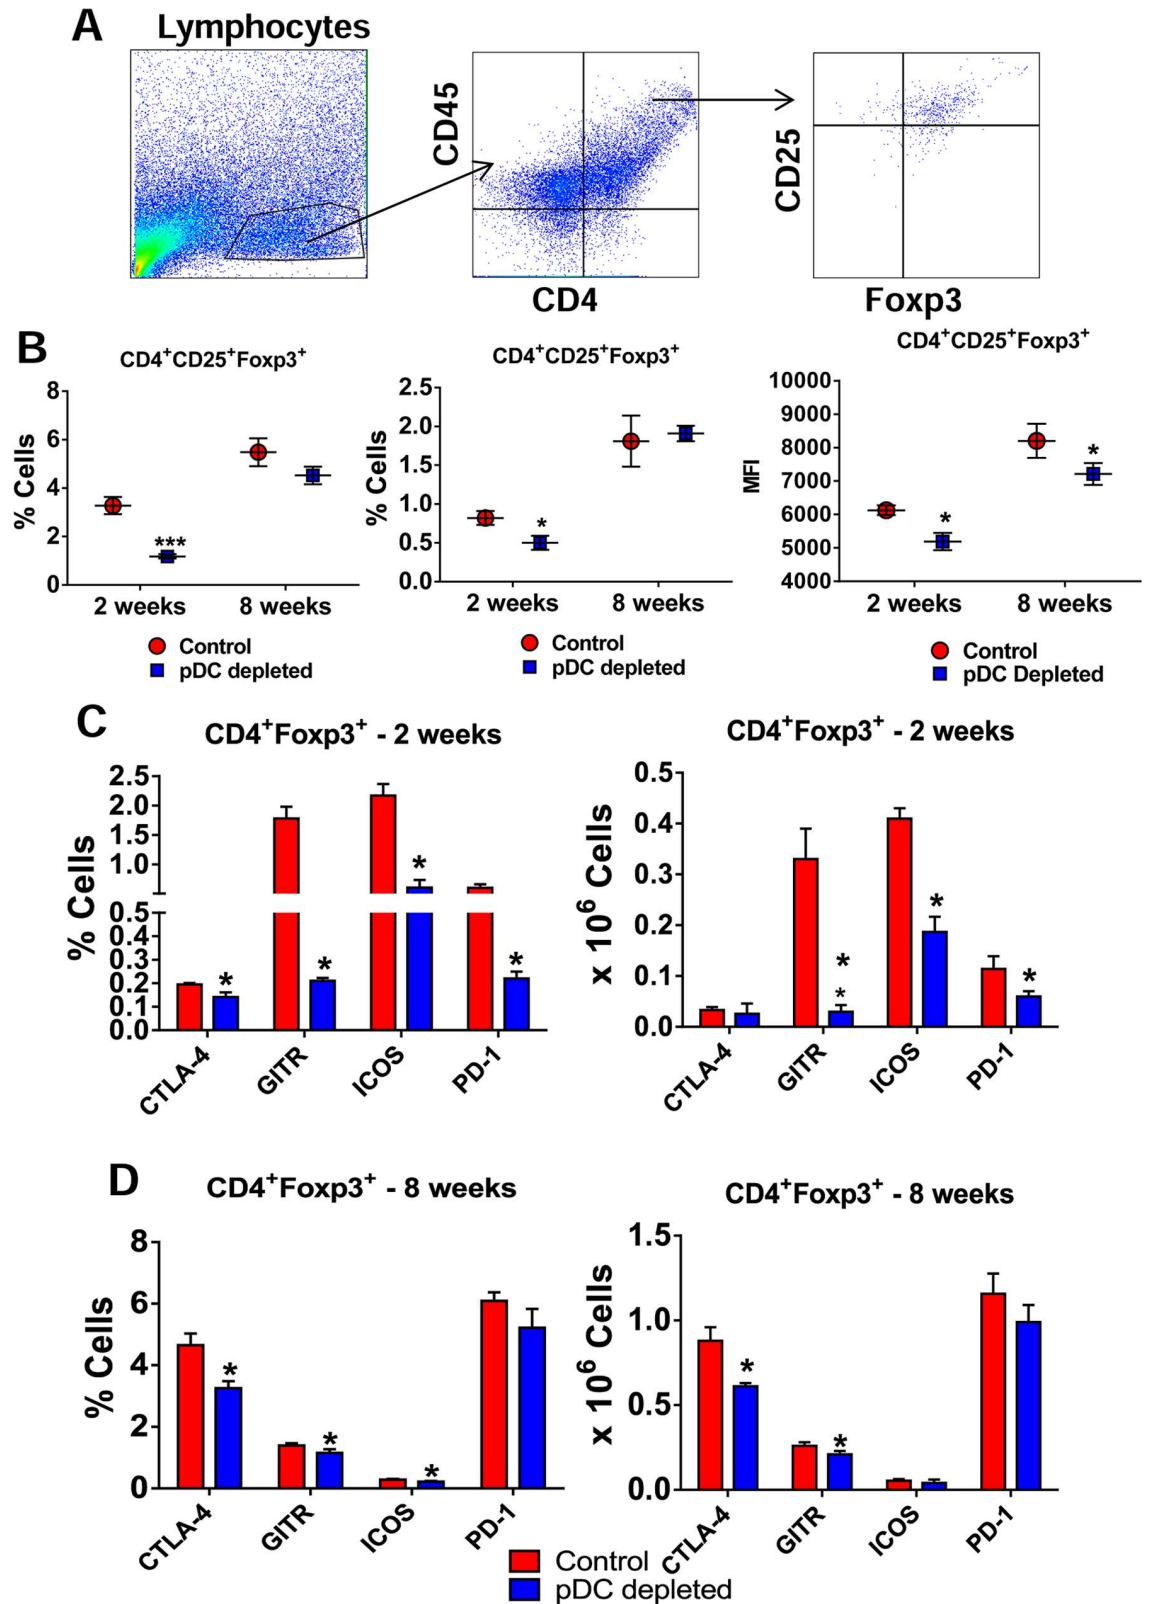 A
Lymphocytes
CD45
CD4
CD25
Foxp3
B
CD4⁺CD25⁺Foxp3⁺
% Cells
8
6
4
2
0
***
2 weeks 8 weeks
Control
pDC depleted
CD4⁺CD25⁺Foxp3⁺
% Cells
2.5
2.0
1.5
1.0
0.5
0.0
*
2 weeks 8 weeks
Control
pDC depleted
CD4⁺CD25⁺Foxp3⁺
MFI
10000
9000
8000
7000
6000
5000
4000
*
*
2 weeks 8 weeks
Control
pDC Depleted
C
CD4⁺Foxp3⁺ - 2 weeks
% Cells
2.5
2.0
1.5
1.0
0.5
0.4
0.3
0.2
0.1
0.0
* * * *
CTLA-4 GITR ICOS PD-1
CD4⁺Foxp3⁺ - 2 weeks
x 10⁶ Cells
0.5
0.4
0.3
0.2
0.1
0.0
* * * *
CTLA-4 GITR ICOS PD-1
D
CD4⁺Foxp3⁺ - 8 weeks
% Cells
8
6
4
2
0
* * *
CTLA-4 GITR ICOS PD-1
CD4⁺Foxp3⁺ - 8 weeks
x 10⁶ Cells
1.5
1.0
0.5
0.0
* *
CTLA-4 GITR ICOS PD-1
Control
pDC depleted